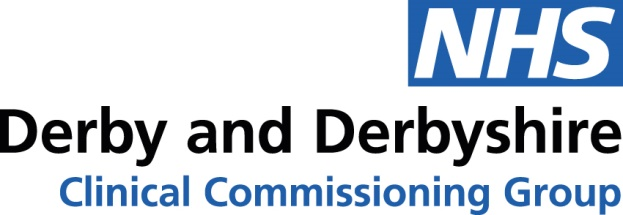 NHS
Derby and Derbyshire
Clinical Commissioning Group